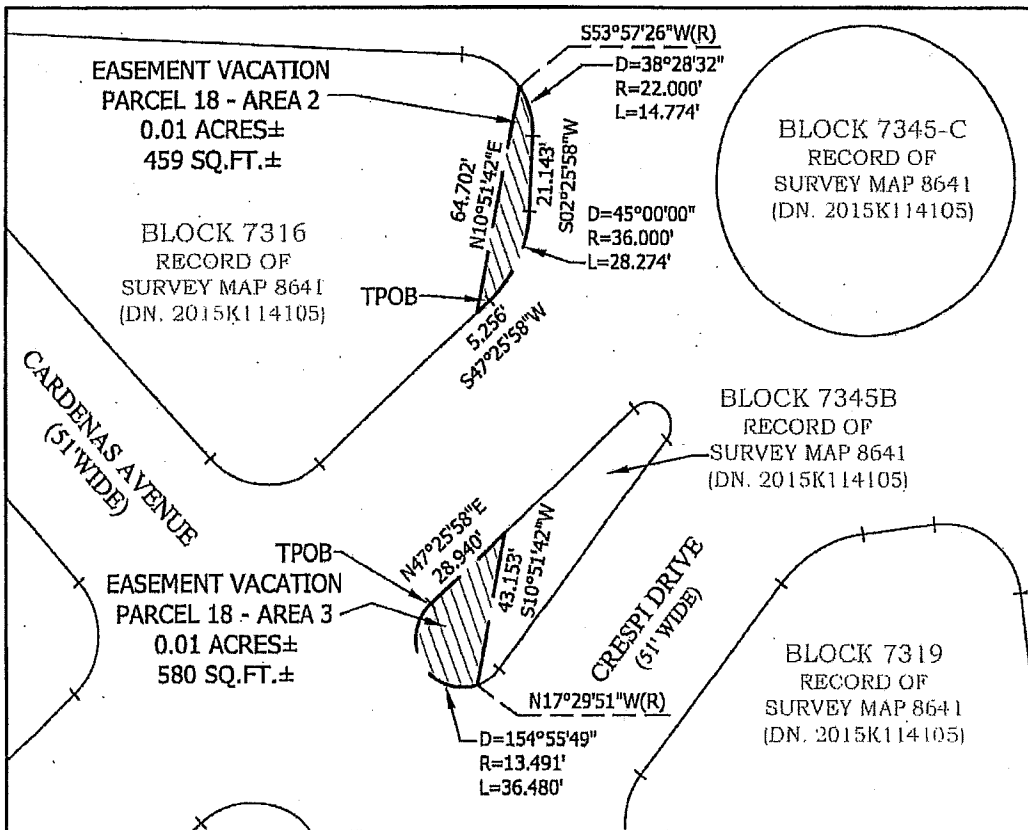 S53°57'26"W(R)
D=38°28'32"
R=22.000'
L=14.774'
EASEMENT VACATION
PARCEL 18 - AREA 2
0.01 ACRES±
459 SQ.FT.±
64.702'
N10°51'42"E
21.143'
S02°25'58"W
BLOCK 7345-C
RECORD OF
SURVEY MAP 8641
(DN. 2015K114105)
D=45°00'00"
R=36.000'
L=28.274'
BLOCK 7316
RECORD OF
SURVEY MAP 8641
(DN. 2015K114105)
TPOB
5.256'
S47°25'58"W
CARDENAS AVENUE
(51'WIDE)
BLOCK 7345B
RECORD OF
SURVEY MAP 8641
(DN. 2015K114105)
TPOB
N47°25'58"E
28.940'
43.153'
S10°51'42"W
EASEMENT VACATION
PARCEL 18 - AREA 3
0.01 ACRES±
580 SQ.FT.±
CRESPI DRIVE
(51' WIDE)
BLOCK 7319
RECORD OF
SURVEY MAP 8641
(DN. 2015K114105)
N17°29'51"W(R)
D=154°55'49"
R=13.491'
L=36.480'